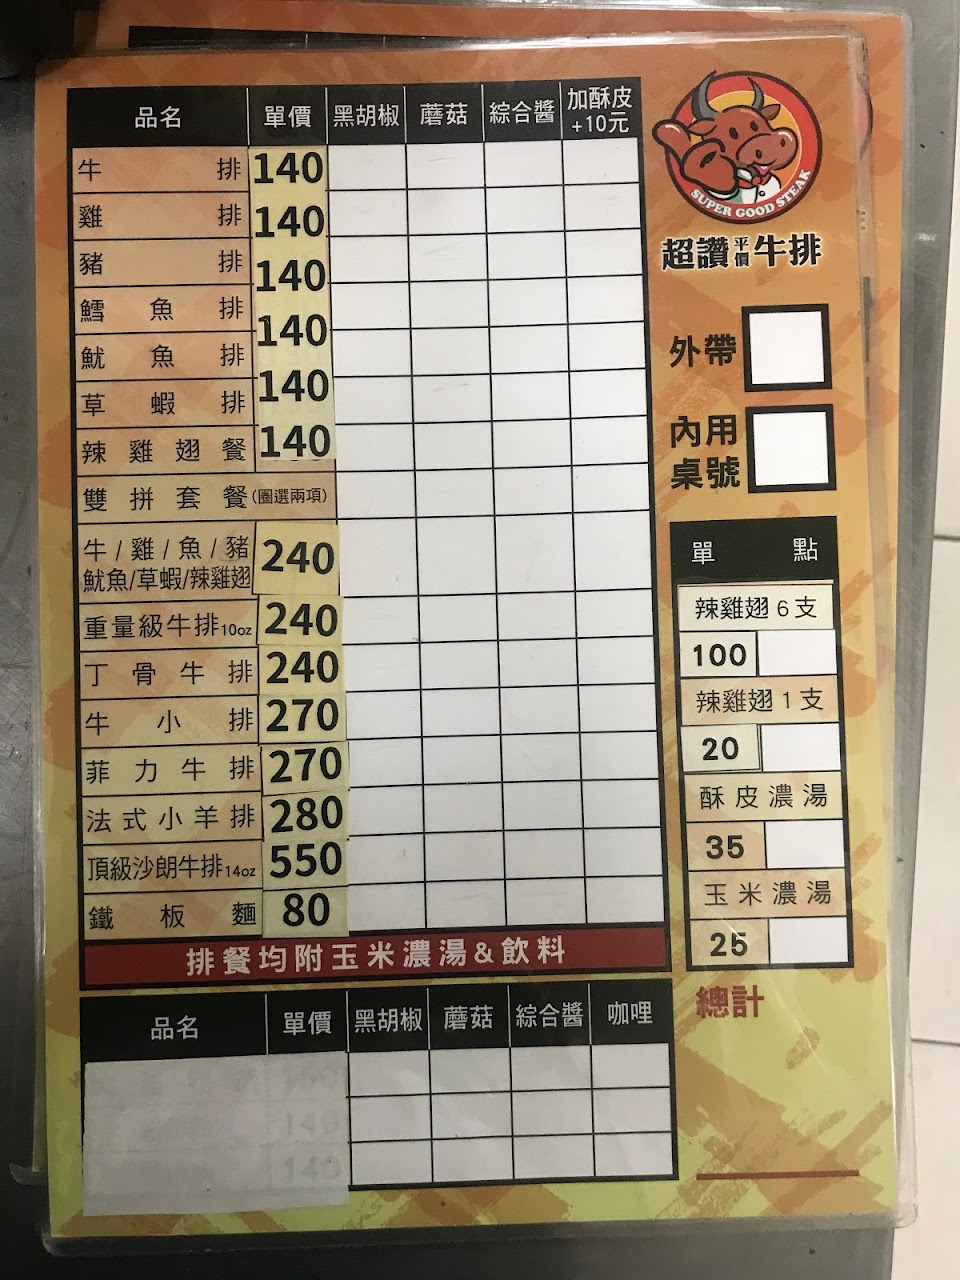 品名 單價 黑胡椒 蘑菇 綜合醬 加酥皮+10元
牛排 140
雞排 140
豬排 140
鱈魚排 140
魷魚排 140
草蝦排 140
辣雞翅餐
雙拼套餐(圈選兩項)
牛/雞/魚/豬
魷魚/草蝦/辣雞翅 240
重量級牛排10oz 240
丁骨牛排 240
牛小排 270
菲力牛排 270
法式小羊排 280
頂級沙朗牛排14oz 550
鐵板麵 80
排餐均附玉米濃湯&飲料
品名 單價 黑胡椒 蘑菇 綜合醬 咖哩
150
140
140
SUPER GOOD STEAK
超讚平價牛排
外帶
內用
桌號
單點
辣雞翅6支
100
辣雞翅1支
20
酥皮濃湯
35
玉米濃湯
25
總計